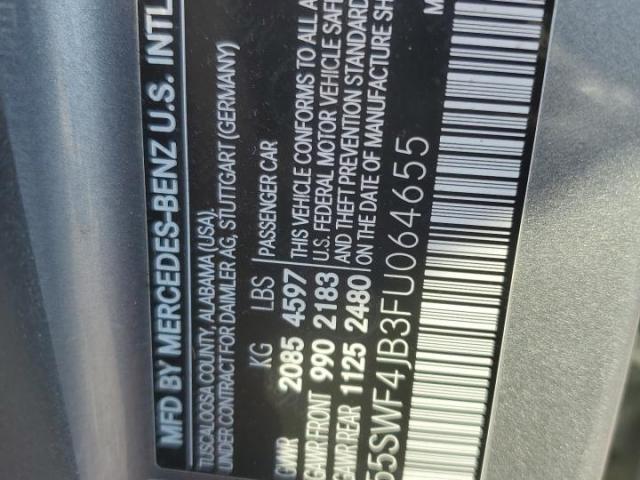 MFD BY MERCEDES-BENZ U.S. INTL
TUSCALOOSA COUNTY, ALABAMA (USA),
UNDER CONTRACT FOR DAIMLER AG, STUTTGART (GERMANY)
KG LBS PASSENGER CAR
GVWR 2085 4597 THIS VEHICLE CONFORMS TO ALL A
GAWR FRONT 990 2183 U.S. FEDERAL MOTOR VEHICLE SAFE
GAWR REAR 1125 2480 AND THEFT PREVENTION STANDARD
ON THE DATE OF MANUFACTURE SH
55SWF4JB3FU064655